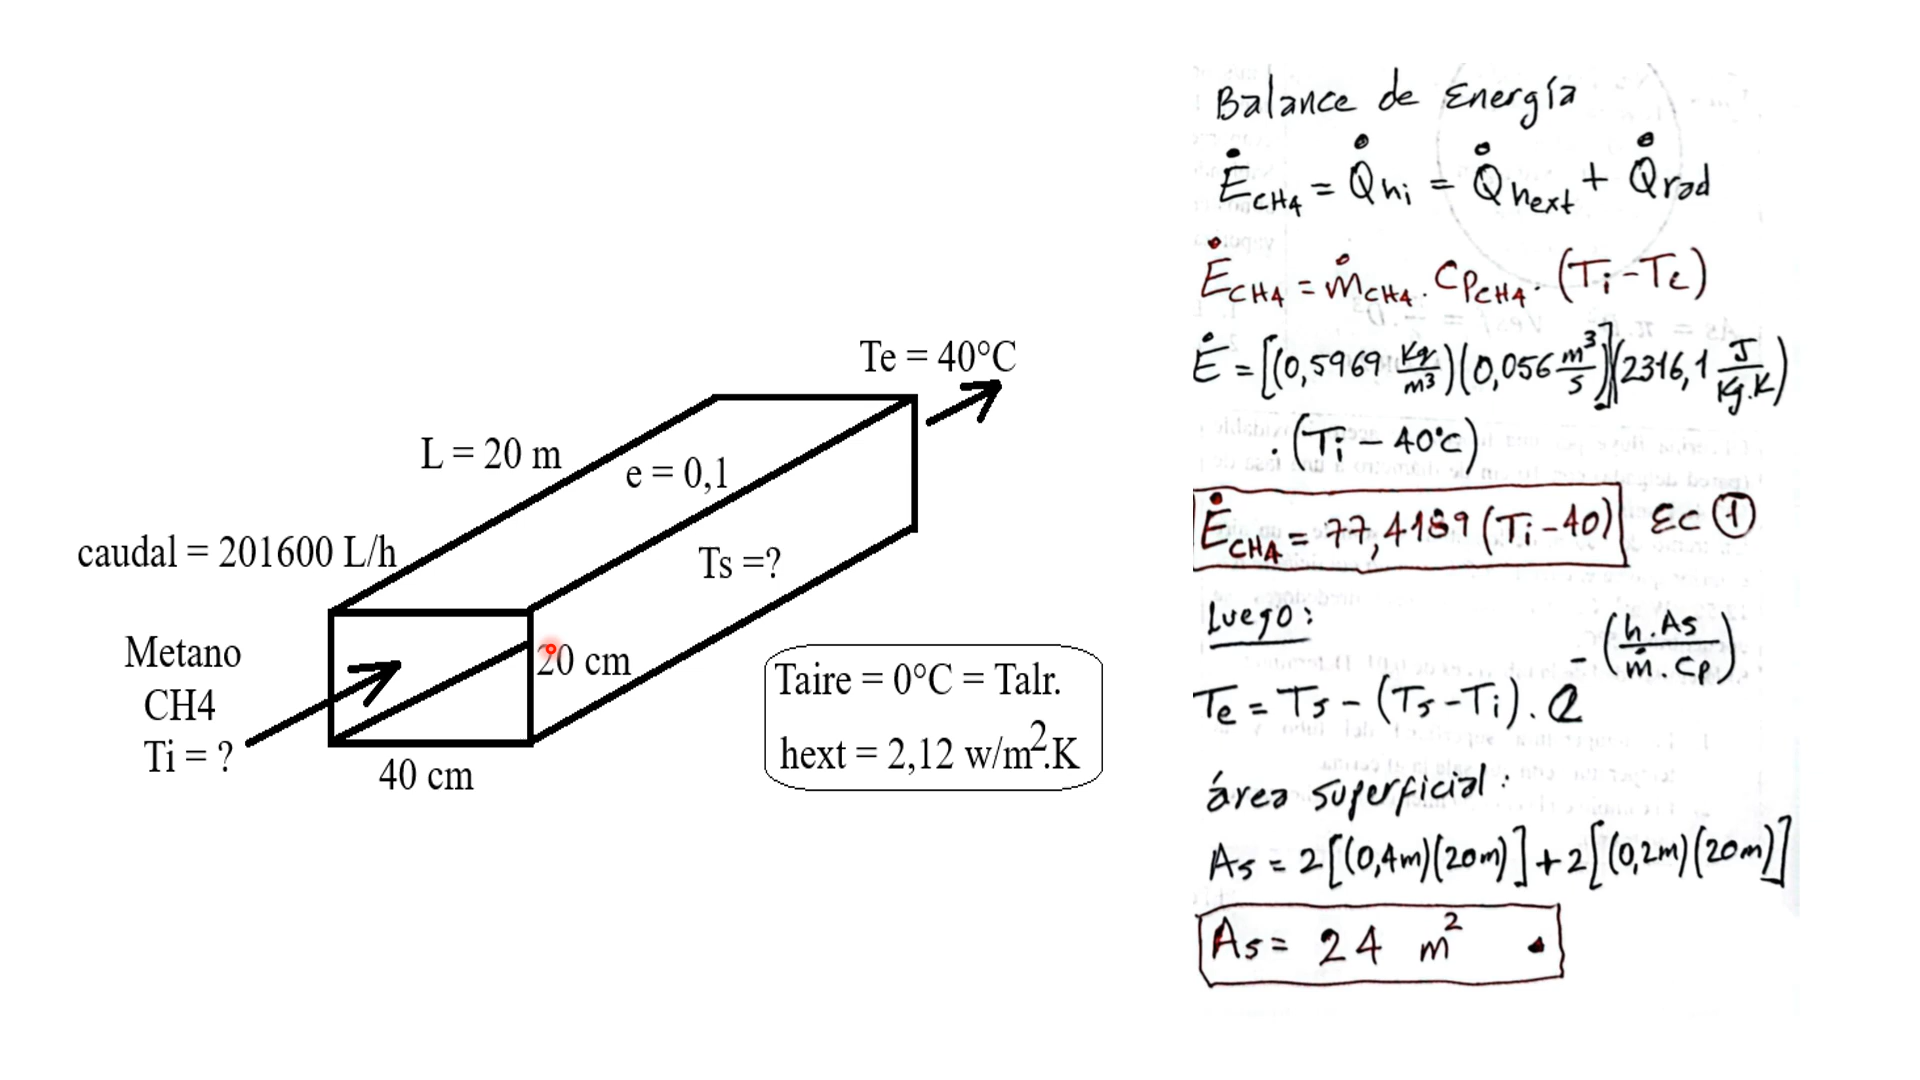 Te = 40°C
L = 20 m
e = 0,1
caudal = 201600 L/h
Ts =?
Metano
CH4
Ti = ?
20 cm
40 cm
Taire = 0°C = Talr.
hext = 2,12 w/m².K
Balance de Energía
Ė_CH4 = Q̇hi = Q̇hext + Q̇rad
Ė_CH4 = ṁ_CH4 . Cp_CH4 . (Ti - Te)
Ė = [(0,5969 Kg/m³)(0,056 m³/s)](2316,1 J/Kg.K)
. (Ti - 40°C)
Ė_CH4 = 77,4189 (Ti - 40) Ec ①
Luego:
Te = Ts - (Ts - Ti) . e^-(h.As/ṁ.Cp)
área superficial:
As = 2[(0,4m)(20m)] + 2[(0,2m)(20m)]
As = 24 m²